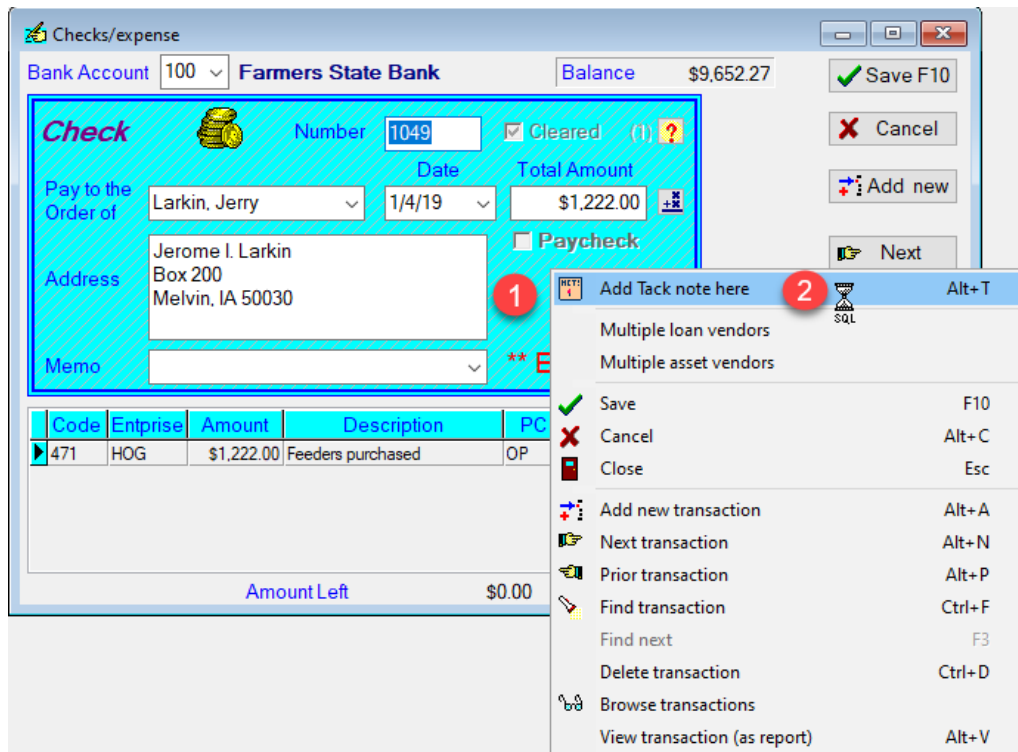 Checks/expense
Bank Account 100 Farmers State Bank Balance $9,652.27 Save F10
Check Number 1049 Cleared (1) ? Cancel
Date Total Amount
Pay to the Order of Larkin, Jerry 1/4/19 $1,222.00 Add new
Paycheck
Address Jerome I. Larkin
Box 200
Melvin, IA 50030
Next
Memo ** E
Code Entprise Amount Description PC
471 HOG $1,222.00 Feeders purchased OP
Amount Left $0.00
1
Add Tack note here 2 SQL Alt+T
Multiple loan vendors
Multiple asset vendors
Save F10
Cancel Alt+C
Close Esc
Add new transaction Alt+A
Next transaction Alt+N
Prior transaction Alt+P
Find transaction Ctrl+F
Find next F3
Delete transaction Ctrl+D
Browse transactions
View transaction (as report) Alt+V